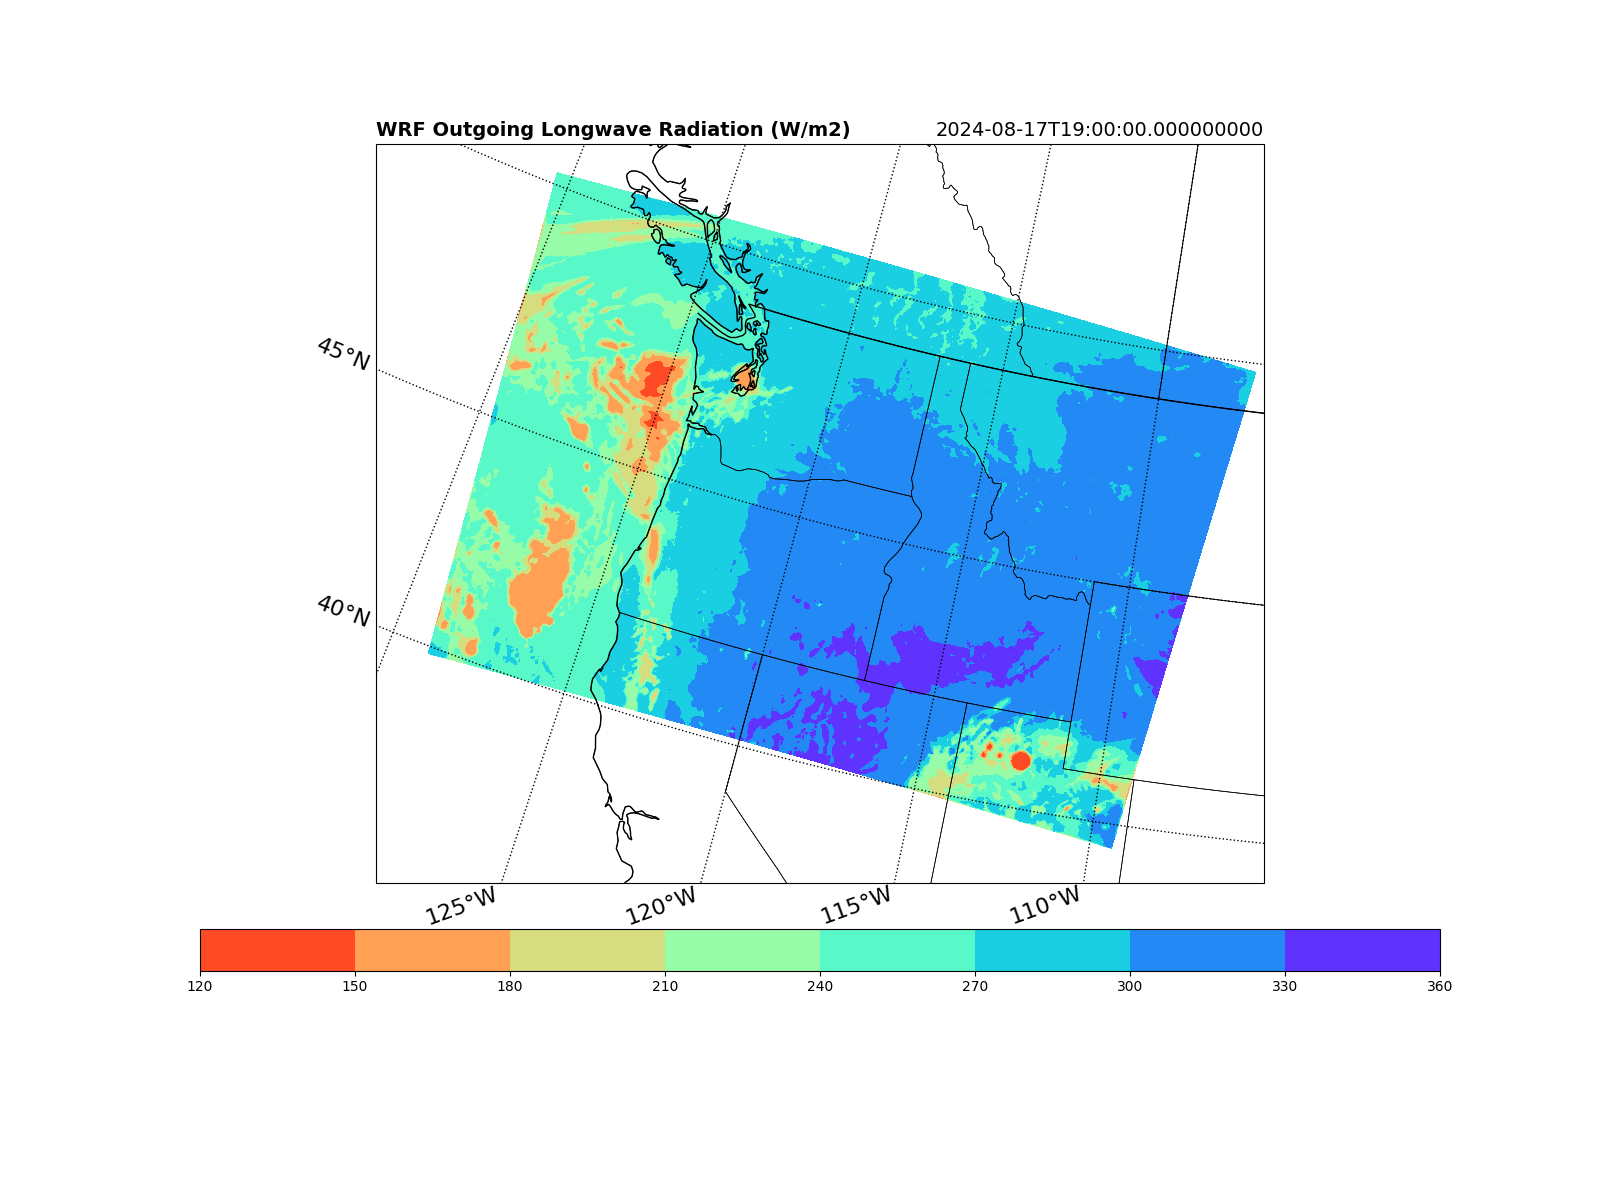 WRF Outgoing Longwave Radiation (W/m2) 2024-08-17T19:00:00.000000000
45°N
40°N
125°W 120°W 115°W 110°W
120 150 180 210 240 270 300 330 360